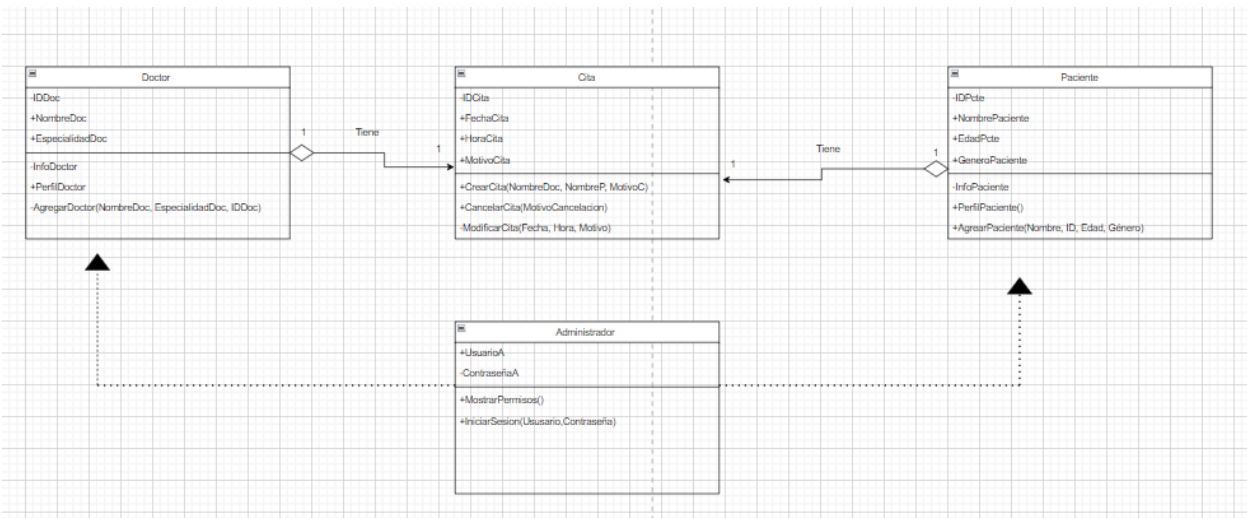 Doctor
-IDDoc
+NombreDoc
+EspecialidadDoc
-InfoDoctor
+PerfilDoctor
-AgregarDoctor(NombreDoc, EspecialidadDoc, IDDoc)
1
Tiene
1
Cita
-IDCita
+FechaCita
+HoraCita
+MotivoCita
+CrearCita(NombreDoc, NombreP, MotivoC)
+CancelarCita(MotivoCancelacion)
-ModificarCita(Fecha, Hora, Motivo)
1
Tiene
1
Paciente
-IDPcte
+NombrePaciente
+EdadPcte
+GeneroPaciente
-InfoPaciente
+PerfilPaciente()
+AgrearPaciente(Nombre, ID, Edad, Género)
Administrador
+UsuarioA
-ContraseñaA
+MostrarPermisos()
+IniciarSesion(Ususario,Contraseña)